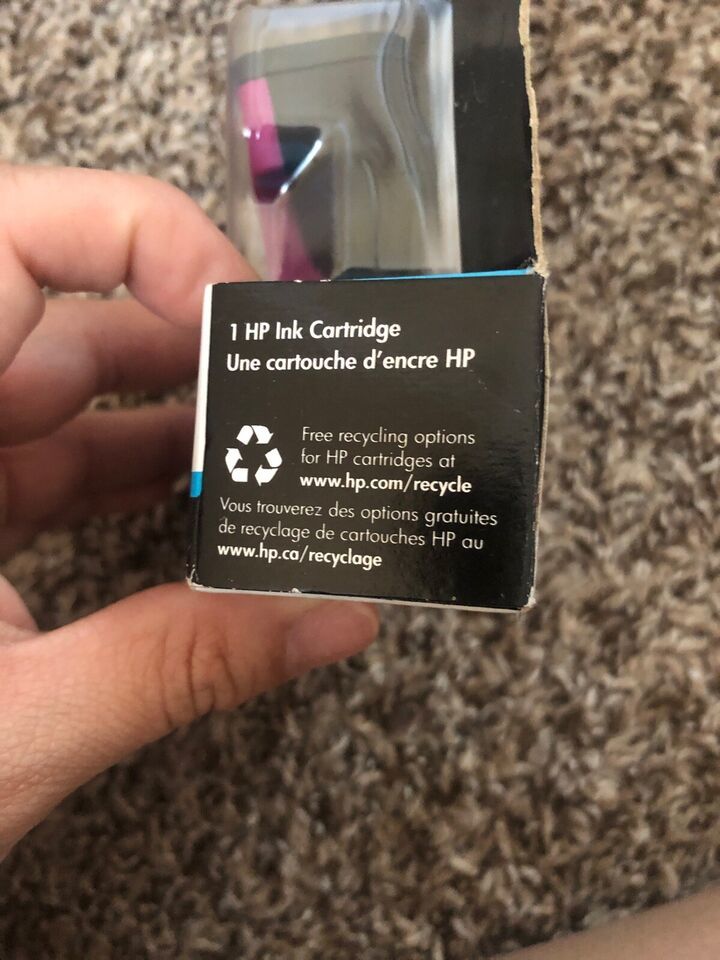 1 HP Ink Cartridge
Une cartouche d'encre HP
Free recycling options
for HP cartridges at
www.hp.com/recycle
Vous trouverez des options gratuites
de recyclage de cartouches HP au
www.hp.ca/recyclage